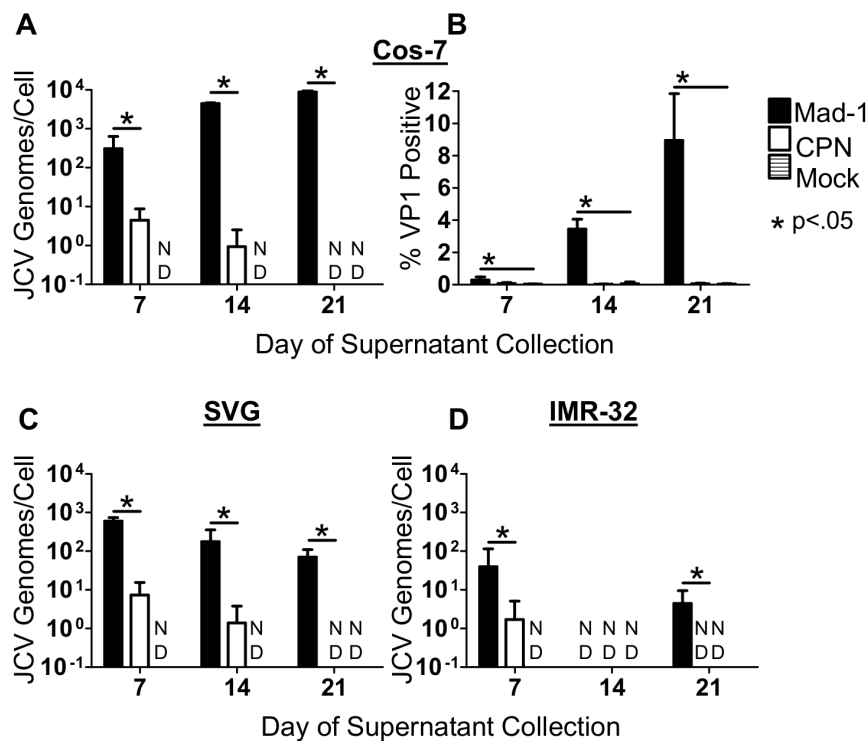 A
B
Cos-7
JCV Genomes/Cell
10^4
10^3
10^2
10^1
10^0
10^-1
*
*
*
N D
N D
N D
N D
7
14
21
% VP1 Positive
12
10
8
6
4
2
0
*
*
*
7
14
21
Mad-1
CPN
Mock
* p<.05
Day of Supernatant Collection
C
SVG
D
IMR-32
JCV Genomes/Cell
10^4
10^3
10^2
10^1
10^0
10^-1
*
*
*
N D
N D
N D
N D
7
14
21
JCV Genomes/Cell
10^4
10^3
10^2
10^1
10^0
10^-1
*
*
N D
N D
N D
N D
N D
N D
7
14
21
Day of Supernatant Collection